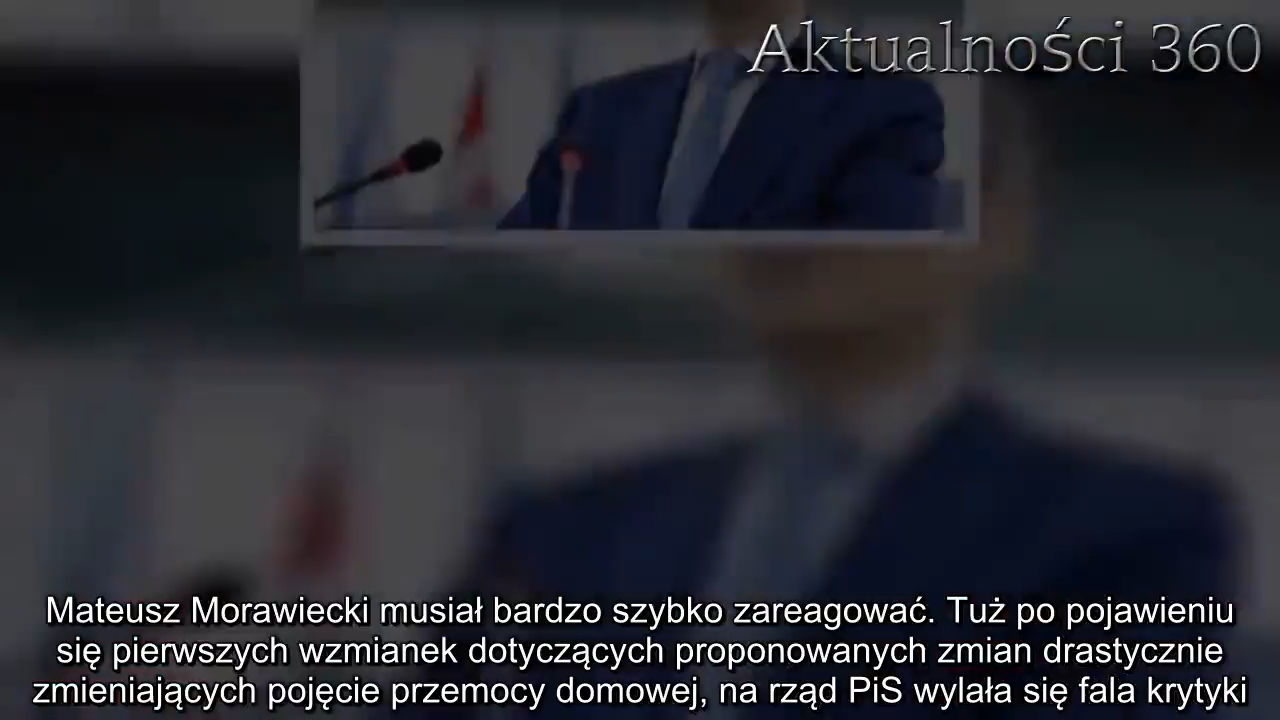 Aktualności 360
Mateusz Morawiecki musiał bardzo szybko zareagować. Tuż po pojawieniu
się pierwszych wzmianek dotyczących proponowanych zmian drastycznie
zmieniających pojęcie przemocy domowej, na rząd PiS wylała się fala krytyki